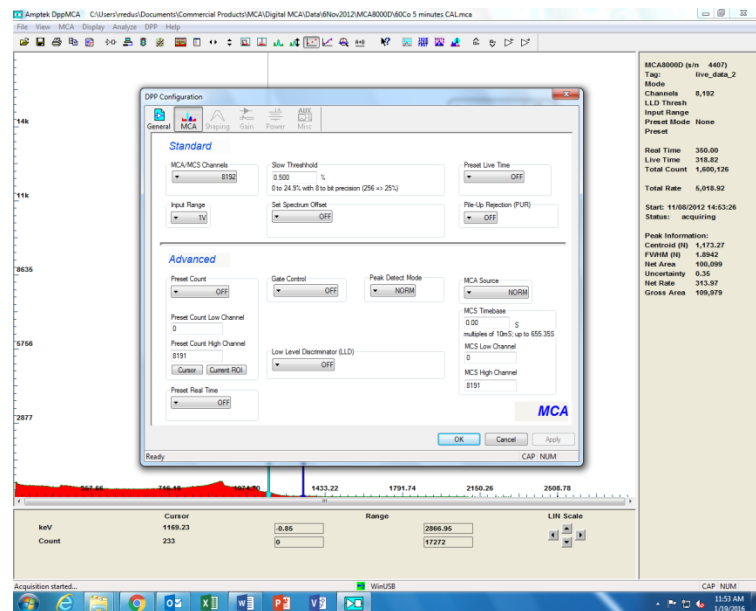 Amptek DppMCA C:\Users\redus\Documents\Commercial Products\MCA\Digital MCA\Data\6Nov2012\MCA8000D\60Co 5 minutes CAL.mca
File View MCA Display Analyze DPP Help
MCA8000D (s/n 4407)
Tag: live_data_2
Mode
Channels 8,192
LLD Thresh
Input Range
Preset Mode None
Preset
Real Time 350.00
Live Time 318.82
Total Count 1,600,126
Total Rate 5,018.92
Start: 11/08/2012 14:53:26
Status: acquiring
Peak Information:
Centroid (N) 1,173.27
FWHM (N) 1.8942
Net Area 100,099
Uncertainty 0.35
Net Rate 313.97
Gross Area 109,979
14k
11k
8635
5756
2877
DPP Configuration
General MCA Shaping Gain Power Misc
AUX
Standard
MCA/MCS Channels
8192
Slow Threshhold
0.500 %
0 to 24.5% with 8 to bit precision (256 => 25%)
Preset Live Time
OFF
Input Range
1V
Set Spectrum Offset
OFF
Pile-Up Rejection (PUR)
OFF
Advanced
Preset Count
OFF
Gate Control
OFF
Peak Detect Mode
NORM
MCA Source
NORM
Preset Count Low Channel
0
Preset Count High Channel
8191
Cursor Current ROI
MCS Timebase
0.00 S
multiples of 10mS; up to 655.35S
MCS Low Channel
0
MCS High Channel
8191
Low Level Discriminator (LLD)
OFF
Preset Real Time
OFF
MCA
OK Cancel Apply
Ready CAP NUM
357.66 716.18 1074.70 1433.22 1791.74 2150.26 2508.78
Cursor Range LIN Scale
keV 1169.23 -0.85 2866.95
Count 233 0 17272
Acquisition started... WinUSB CAP NUM
11:53 AM
1/19/2016